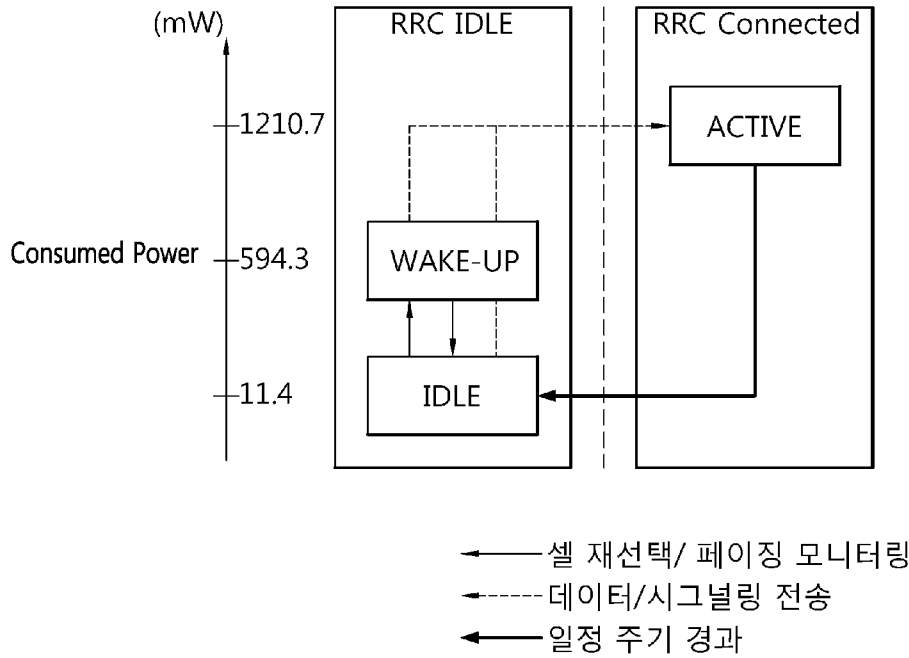 (mW)
RRC IDLE
RRC Connected
1210.7
ACTIVE
Consumed Power
594.3
WAKE-UP
11.4
IDLE
셀 재선택/ 페이징 모니터링
데이터/시그널링 전송
일정 주기 경과